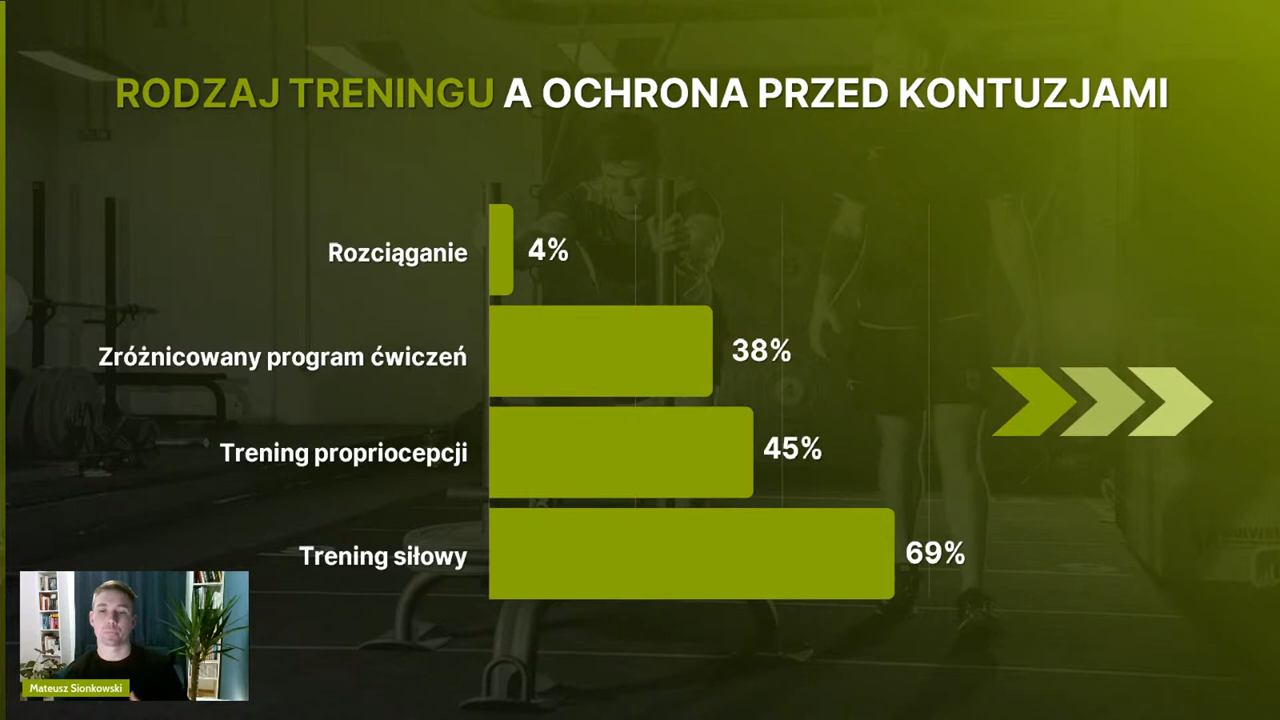 RODZAJ TRENINGU A OCHRONA PRZED KONTUZJAMI
Rozciąganie 4%
Zróżnicowany program ćwiczeń 38%
Trening propriocepcji 45%
Trening siłowy 69%
Mateusz Sionkowski